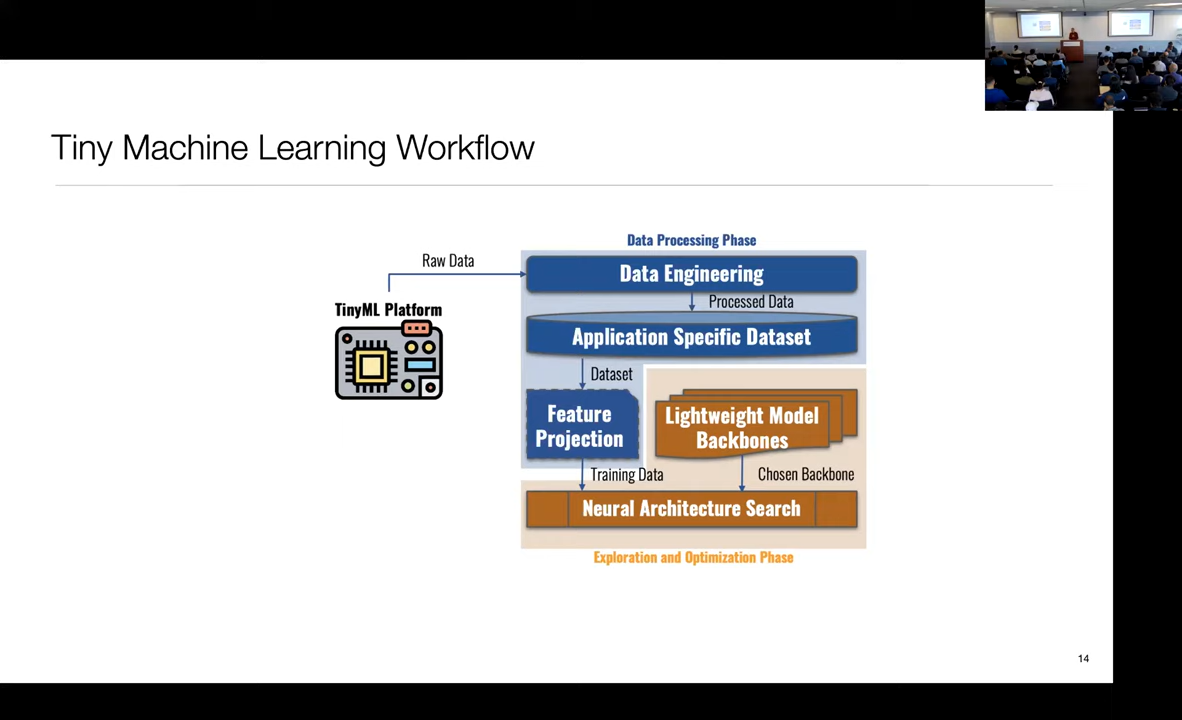 Tiny Machine Learning Workflow
Data Processing Phase
Raw Data
Data Engineering
Processed Data
TinyML Platform
Application Specific Dataset
Dataset
Feature
Projection
Lightweight Model
Backbones
Training Data
Chosen Backbone
Neural Architecture Search
Exploration and Optimization Phase
14